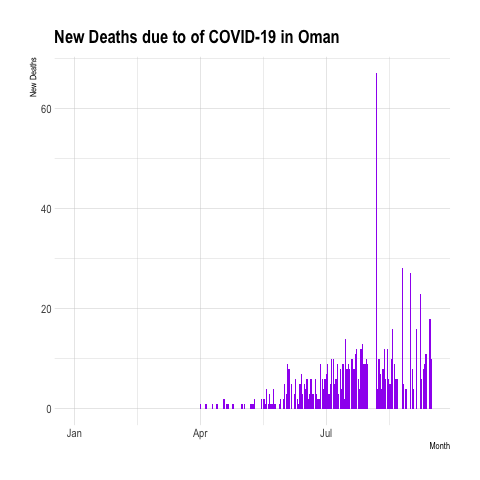 New Deaths due to of COVID-19 in Oman
New Deaths
60
40
20
0
Jan Apr Jul
Month